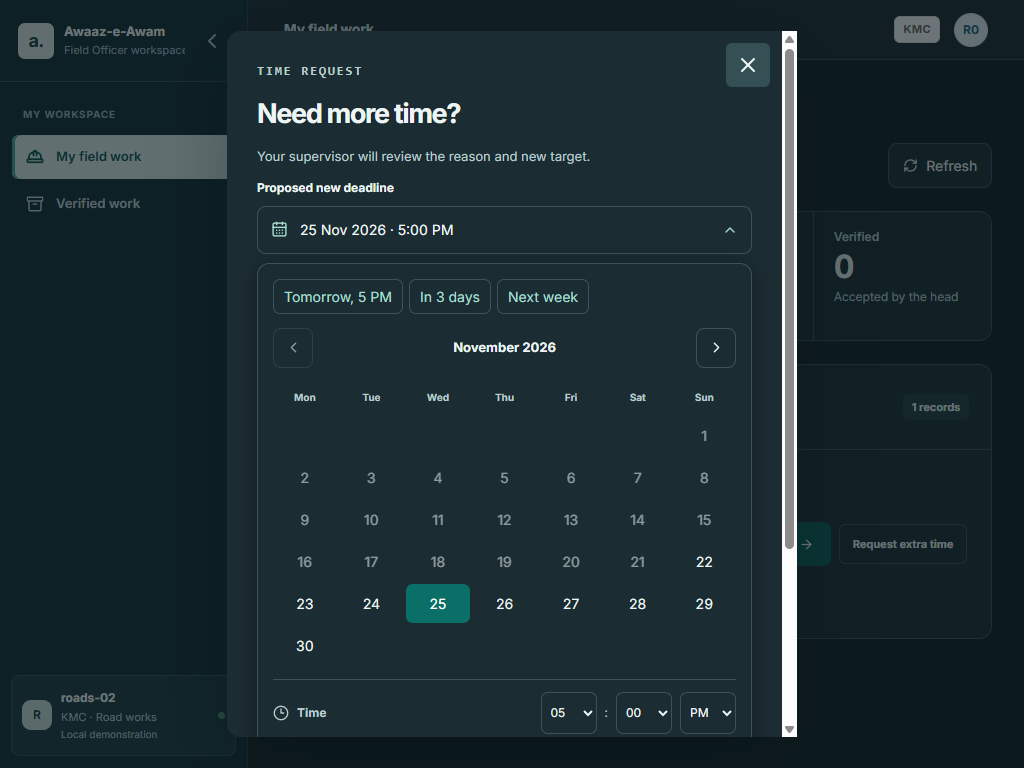 a.
Awaaz-e-Awam
Field Officer workspace
MY WORKSPACE
My field work
Verified work
roads-02
R
KMC · Road works
Local demonstration
My field work
KMC
R0
Refresh
Verified
0
Accepted by the head
1 records
Request extra time
TIME REQUEST
Need more time?
Your supervisor will review the reason and new target.
Proposed new deadline
25 Nov 2026 · 5:00 PM
Tomorrow, 5 PM In 3 days Next week
November 2026
Mon Tue Wed Thu Fri Sat Sun
1
2 3 4 5 6 7 8
9 10 11 12 13 14 15
16 17 18 19 20 21 22
23 24 25 26 27 28 29
30
Time 05 : 00 PM